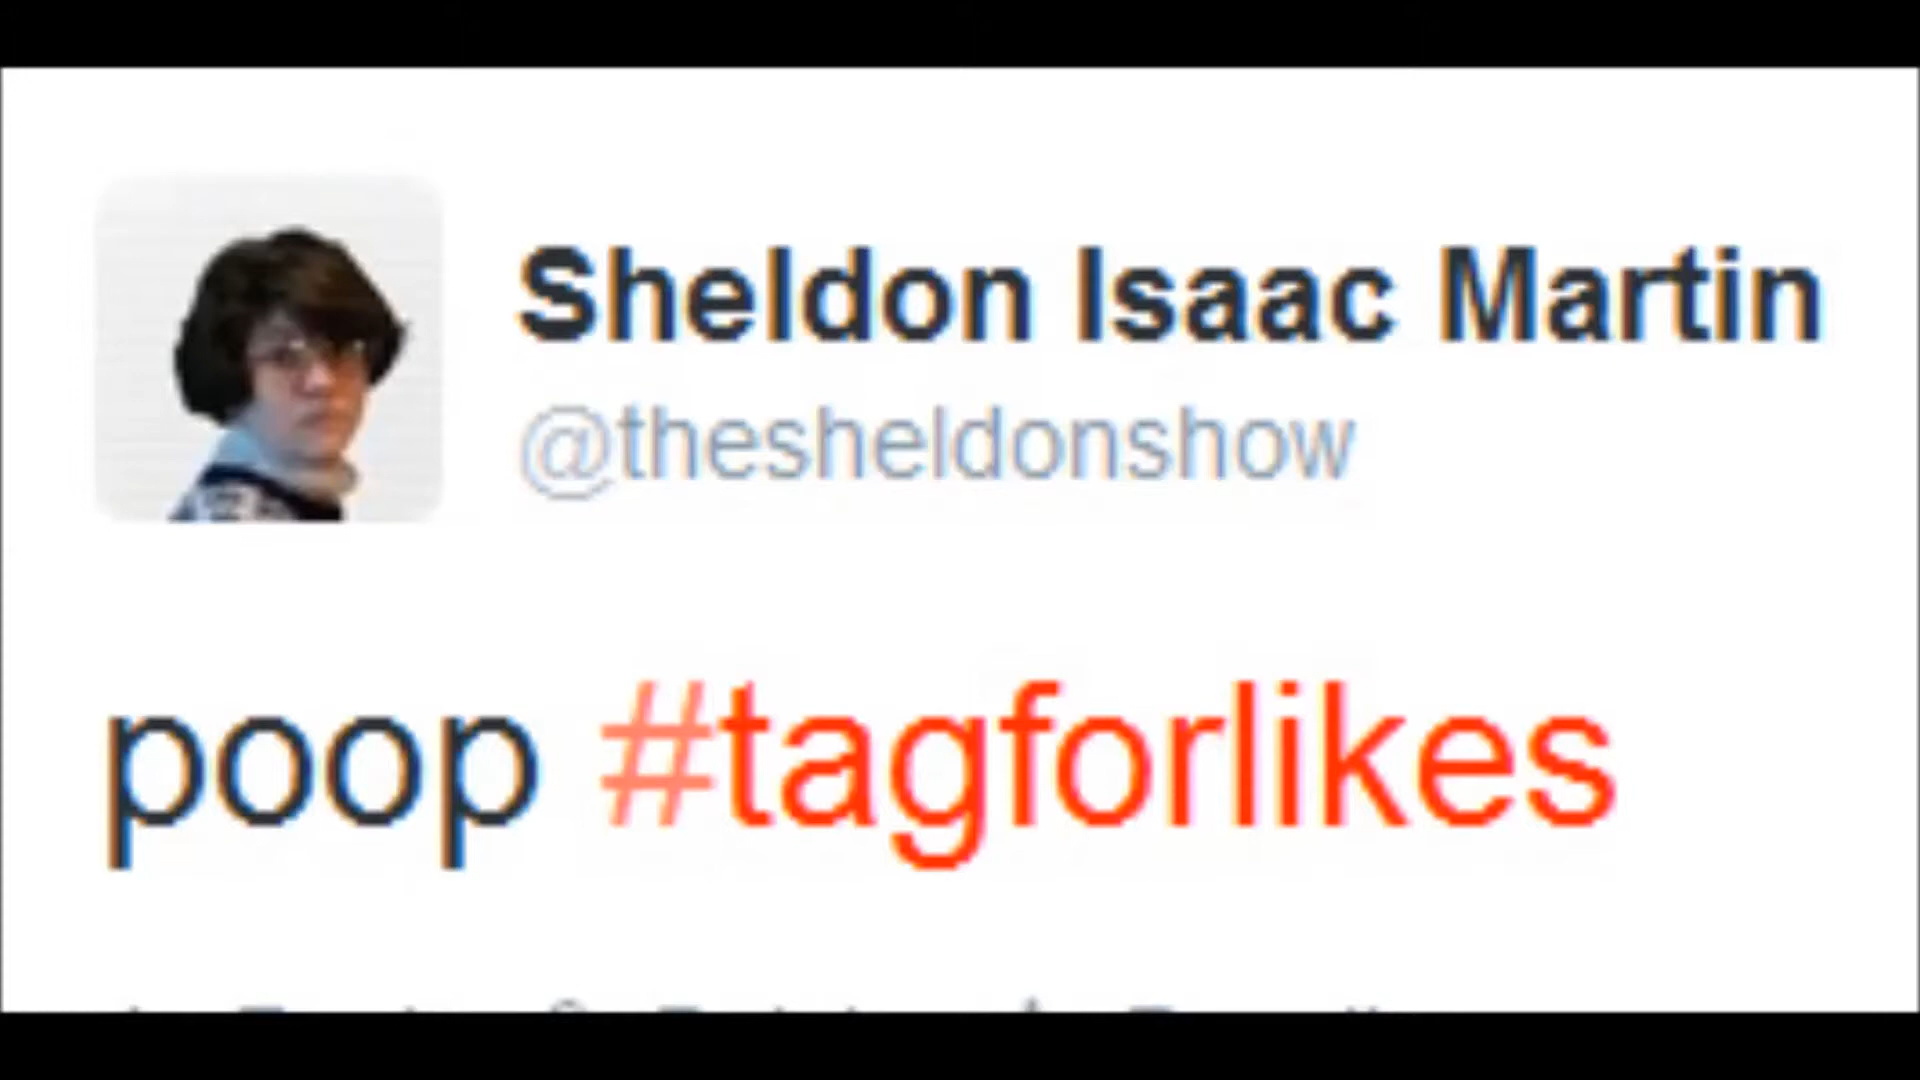 Sheldon Isaac Martin
@thesheldonshow
poop #tagforlikes